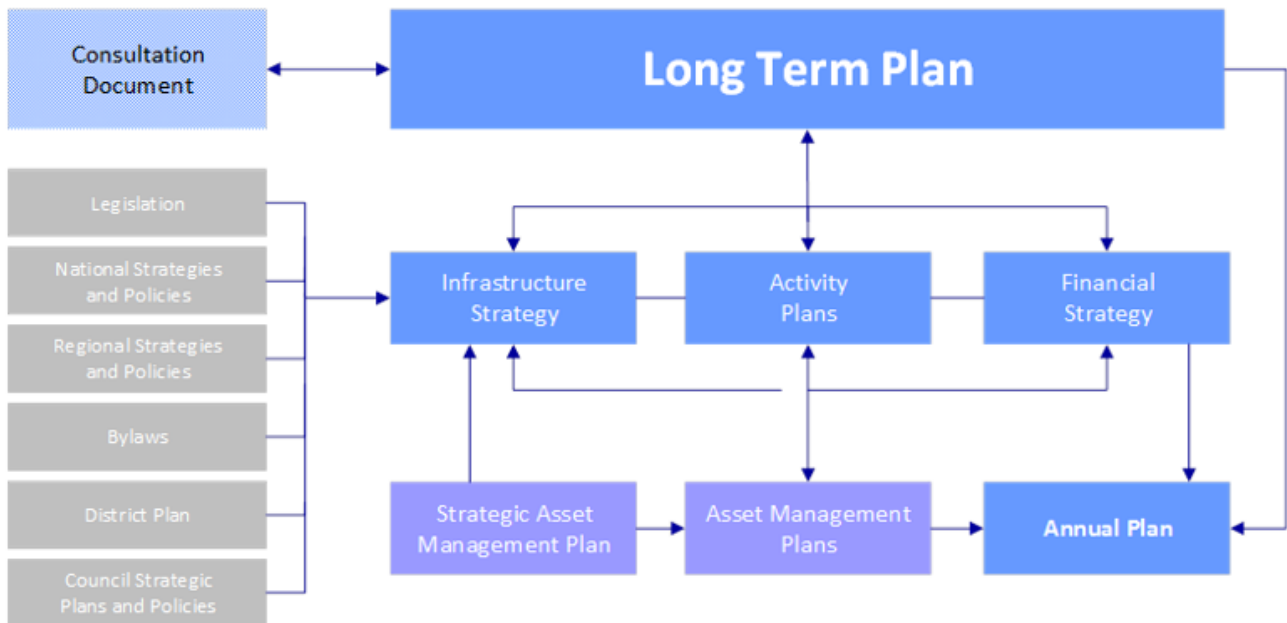 Consultation
Document
Long Term Plan
Legislation
National Strategies
and Policies
Regional Strategies
and Policies
Bylaws
District Plan
Council Strategic
Plans and Policies
Infrastructure
Strategy
Activity
Plans
Financial
Strategy
Strategic Asset
Management Plan
Asset Management
Plans
Annual Plan